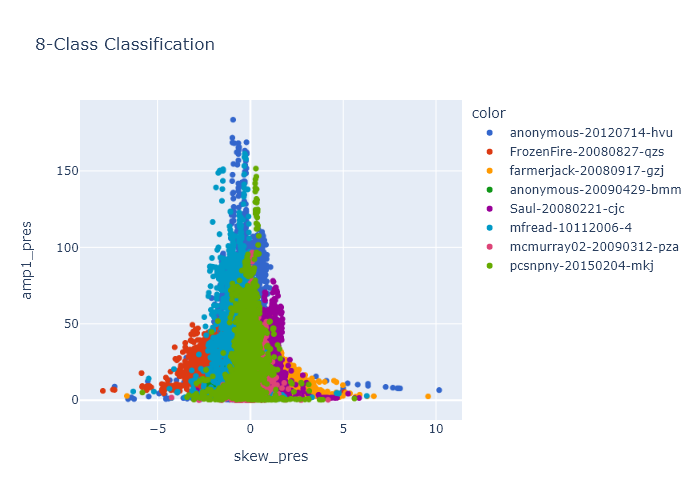 8-Class Classification
color
anonymous-20120714-hvu
FrozenFire-20080827-qzs
farmerjack-20080917-gzj
anonymous-20090429-bmm
Saul-20080221-cjc
mfread-10112006-4
mcmurray02-20090312-pza
pcsnpny-20150204-mkj
amp1_pres
150
100
50
0
−5
0
5
10
skew_pres